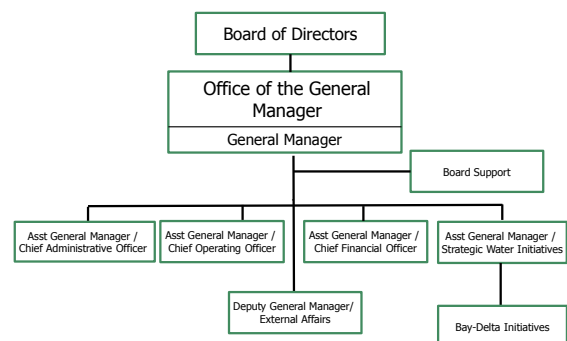 Board of Directors
Office of the General
Manager
General Manager
Board Support
Asst General Manager /
Chief Administrative Officer
Asst General Manager /
Chief Operating Officer
Asst General Manager /
Chief Financial Officer
Asst General Manager /
Strategic Water Initiatives
Deputy General Manager/
External Affairs
Bay-Delta Initiatives